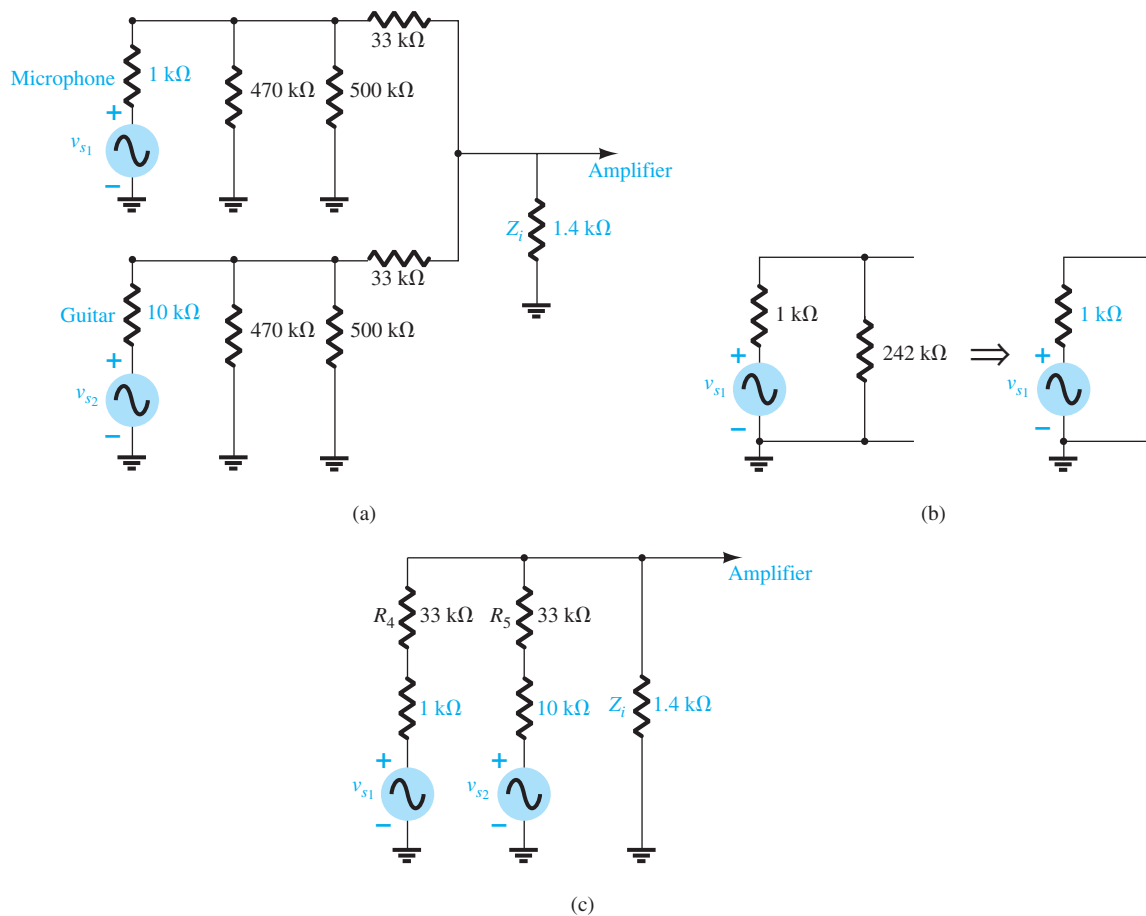 33 kΩ
Microphone
1 kΩ
470 kΩ
500 kΩ
+
vs1
−
Amplifier
Zi
1.4 kΩ
33 kΩ
Guitar
10 kΩ
470 kΩ
500 kΩ
+
vs2
−
(a)
1 kΩ
242 kΩ
⇒
1 kΩ
+
vs1
−
+
vs1
−
(b)
Amplifier
R4
33 kΩ
R5
33 kΩ
1 kΩ
10 kΩ
Zi
1.4 kΩ
+
vs1
−
+
vs2
−
(c)